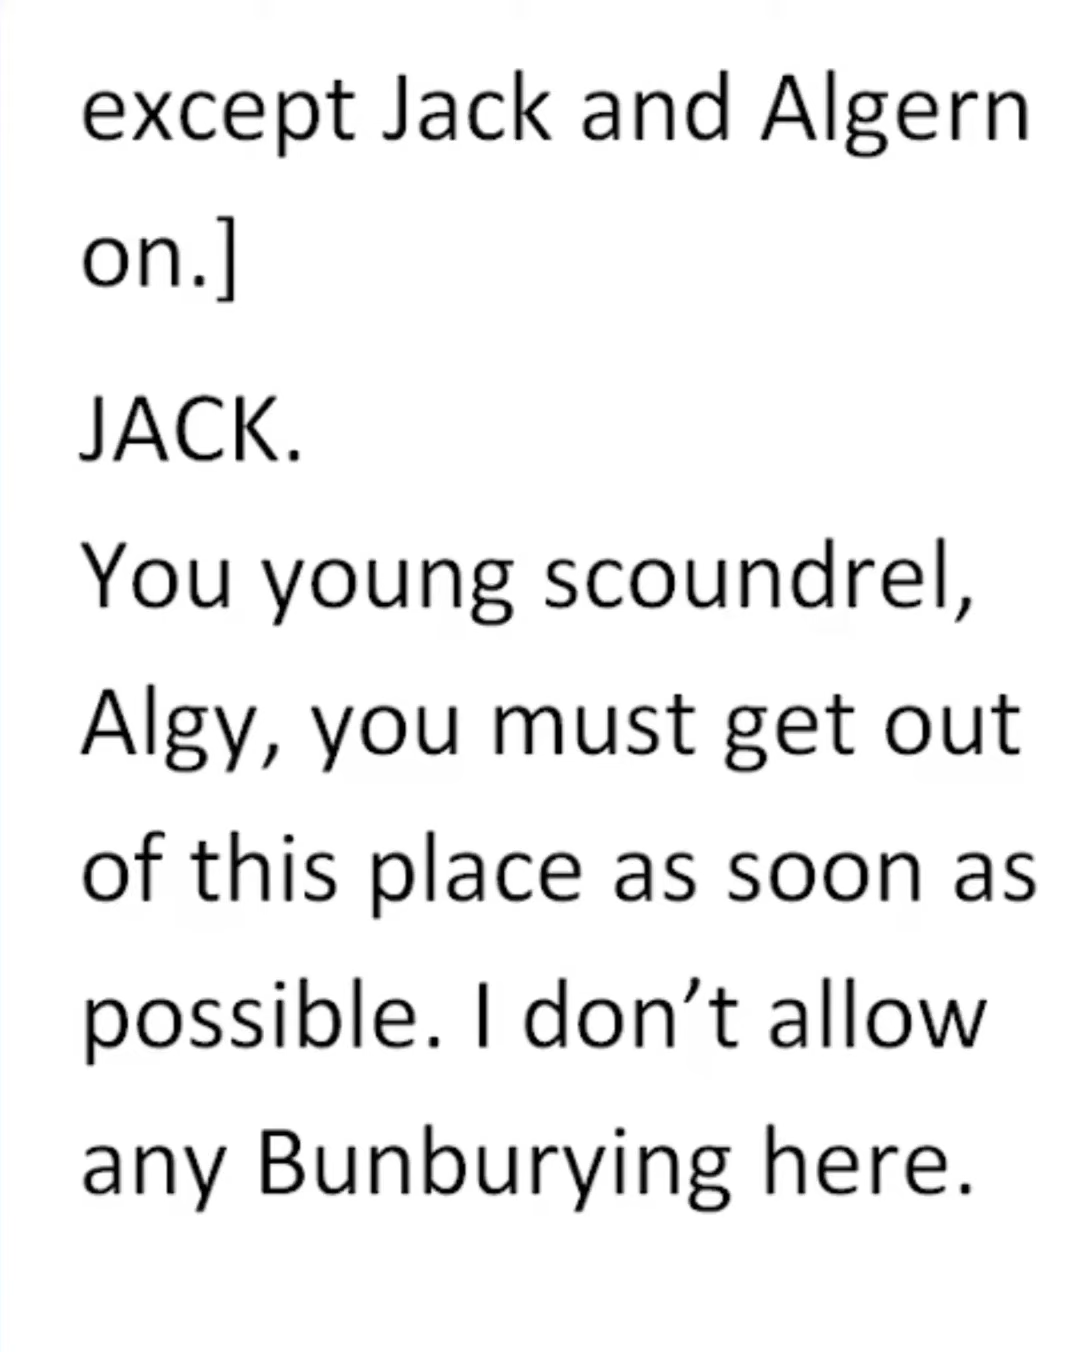 except Jack and Algern
on.]
JACK.
You young scoundrel,
Algy, you must get out
of this place as soon as
possible. I don’t allow
any Bunburying here.